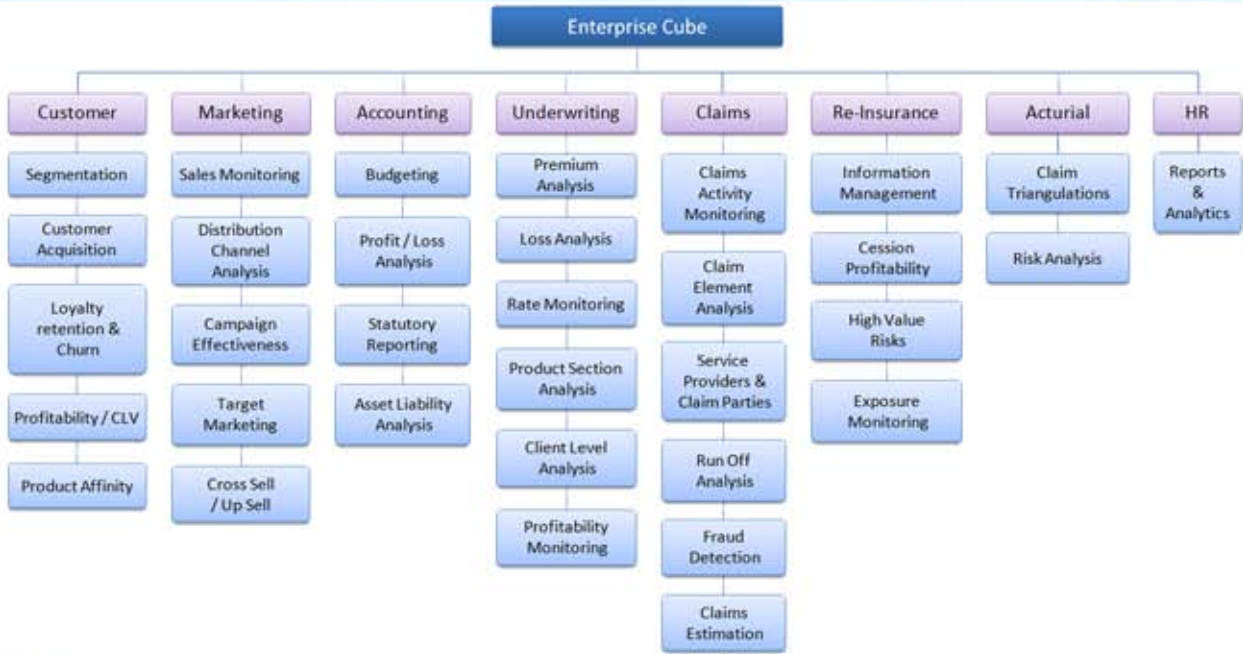 Enterprise Cube
Customer
Segmentation
Customer
Acquisition
Loyalty
retention &
Churn
Profitability / CLV
Product Affinity
Marketing
Sales Monitoring
Distribution
Channel
Analysis
Campaign
Effectiveness
Target
Marketing
Cross Sell
/ Up Sell
Accounting
Budgeting
Profit / Loss
Analysis
Statutory
Reporting
Asset Liability
Analysis
Underwriting
Premium
Analysis
Loss Analysis
Rate Monitoring
Product Section
Analysis
Client Level
Analysis
Profitability
Monitoring
Claims
Claims
Activity
Monitoring
Claim
Element
Analysis
Service
Providers &
Claim Parties
Run Off
Analysis
Fraud
Detection
Claims
Estimation
Re-Insurance
Information
Management
Cession
Profitability
High Value
Risks
Exposure
Monitoring
Acturial
Claim
Triangulations
Risk Analysis
HR
Reports
&
Analytics